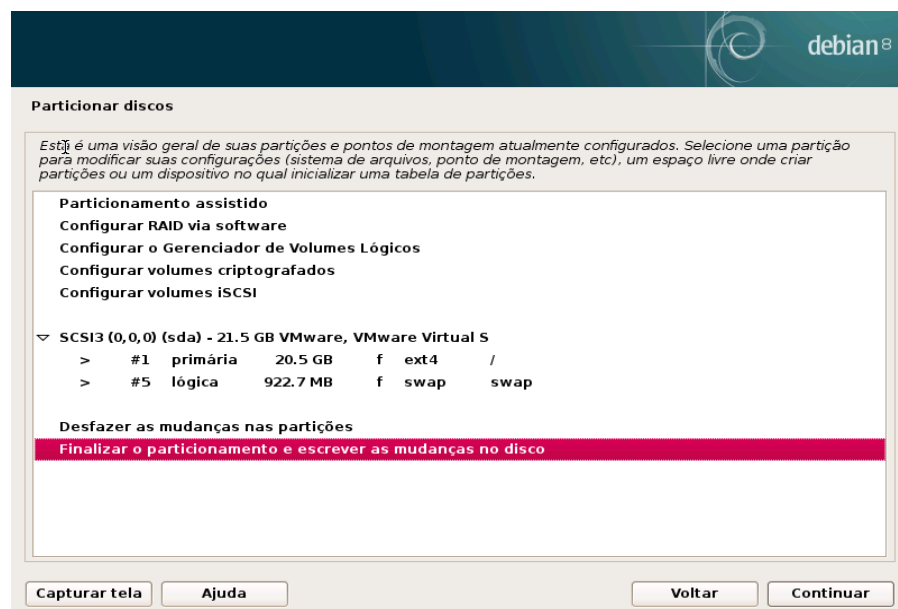 debian 8
Particionar discos
Esta é uma visão geral de suas partições e pontos de montagem atualmente configurados. Selecione uma partição
para modificar suas configurações (sistema de arquivos, ponto de montagem, etc), um espaço livre onde criar
partições ou um dispositivo no qual inicializar uma tabela de partições.
Particionamento assistido
Configurar RAID via software
Configurar o Gerenciador de Volumes Lógicos
Configurar volumes criptografados
Configurar volumes iSCSI
SCSI3 (0,0,0) (sda) - 21.5 GB VMware, VMware Virtual S
> #1 primária 20.5 GB f ext4 /
> #5 lógica 922.7 MB f swap swap
Desfazer as mudanças nas partições
Finalizar o particionamento e escrever as mudanças no disco
Capturar tela Ajuda Voltar Continuar